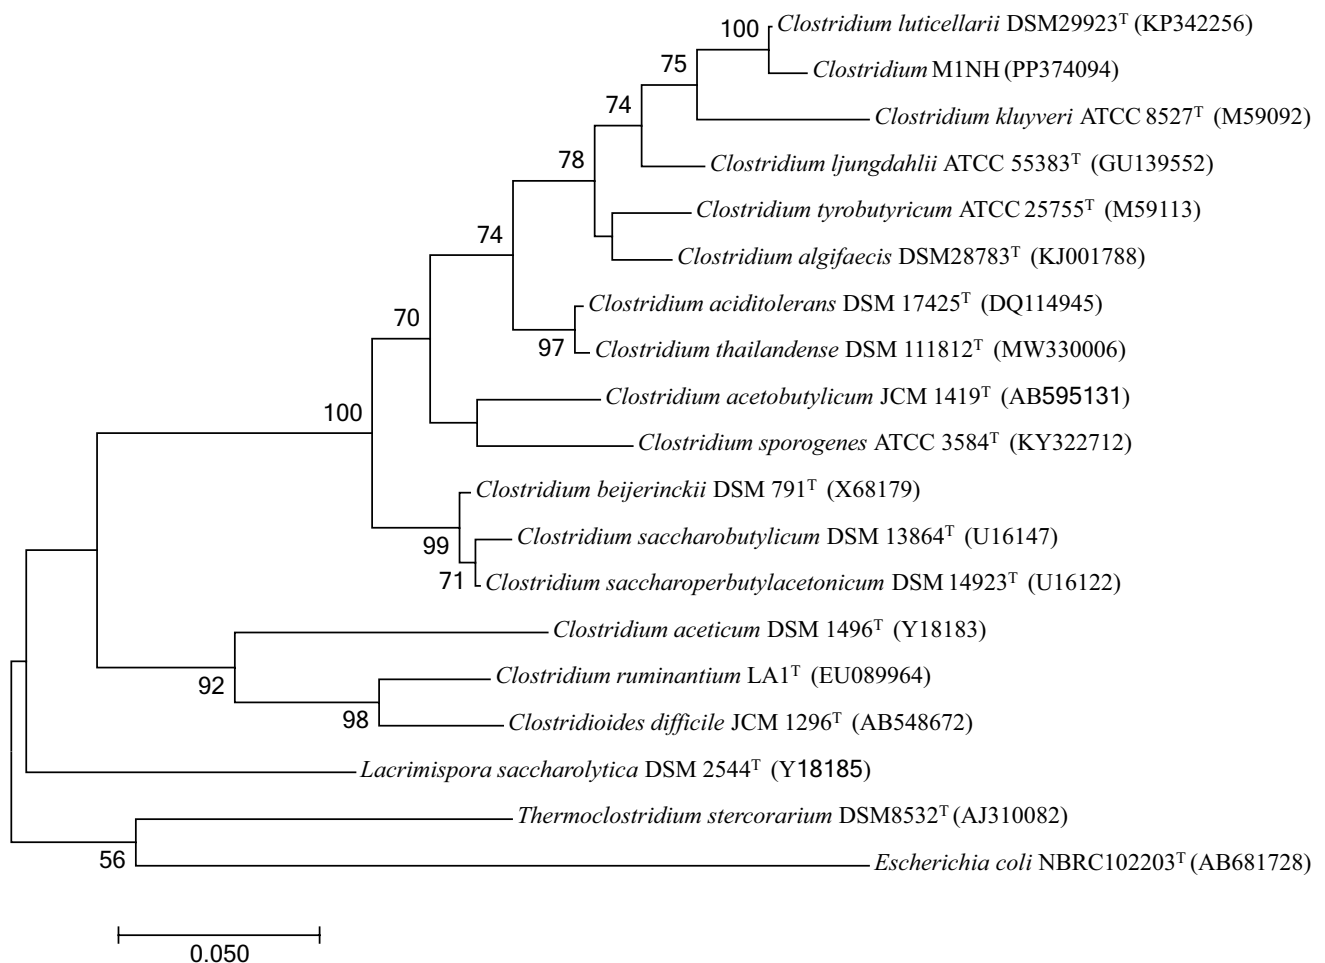 100 Clostridium luticellarii DSM29923ᵀ (KP342256)
75 Clostridium M1NH (PP374094)
74 Clostridium kluyveri ATCC 8527ᵀ (M59092)
78 Clostridium ljungdahlii ATCC 55383ᵀ (GU139552)
Clostridium tyrobutyricum ATCC 25755ᵀ (M59113)
74 Clostridium algifaecis DSM28783ᵀ (KJ001788)
70 Clostridium aciditolerans DSM 17425ᵀ (DQ114945)
97 Clostridium thailandense DSM 111812ᵀ (MW330006)
100 Clostridium acetobutylicum JCM 1419ᵀ (AB595131)
Clostridium sporogenes ATCC 3584ᵀ (KY322712)
Clostridium beijerinckii DSM 791ᵀ (X68179)
99 Clostridium saccharobutylicum DSM 13864ᵀ (U16147)
71 Clostridium saccharoperbutylacetonicum DSM 14923ᵀ (U16122)
Clostridium aceticum DSM 1496ᵀ (Y18183)
92 Clostridium ruminantium LA1ᵀ (EU089964)
98 Clostridioides difficile JCM 1296ᵀ (AB548672)
Lacrimispora saccharolytica DSM 2544ᵀ (Y18185)
Thermoclostridium stercorarium DSM8532ᵀ (AJ310082)
56 Escherichia coli NBRC102203ᵀ (AB681728)
0.050